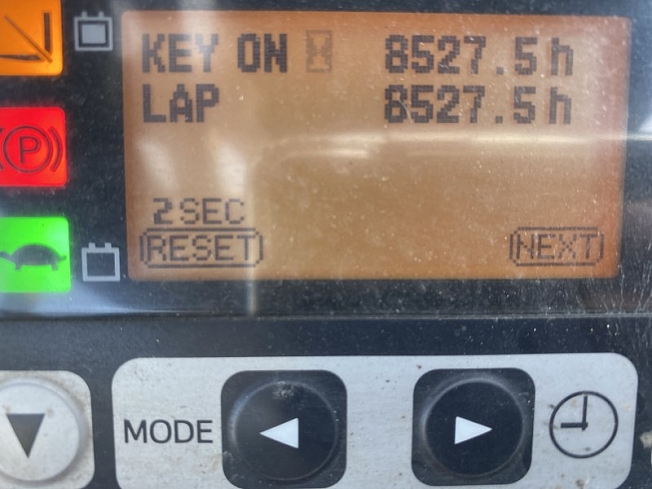 KEY ON 8527.5h
LAP 8527.5h
2SEC
RESET NEXT
P
MODE